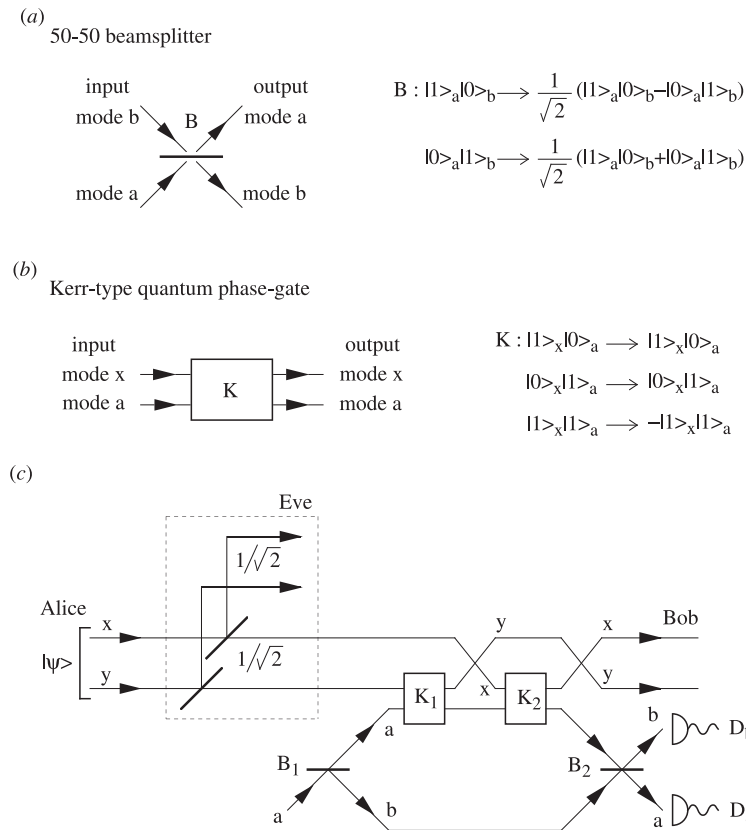 (a)
50-50 beamsplitter
input output
mode b B mode a
mode a mode b
B : |1>a|0>b → 1/√2 (|1>a|0>b–|0>a|1>b)
|0>a|1>b → 1/√2 (|1>a|0>b+|0>a|1>b)
(b)
Kerr-type quantum phase-gate
input output
mode x mode x
K
mode a mode a
K : |1>x|0>a → |1>x|0>a
|0>x|1>a → |0>x|1>a
|1>x|1>a → –|1>x|1>a
(c)
Eve
1/√2
Alice
x y x Bob
1/√2
|ψ>
y K1 x K2 y
a b
B1 B2
a b a D